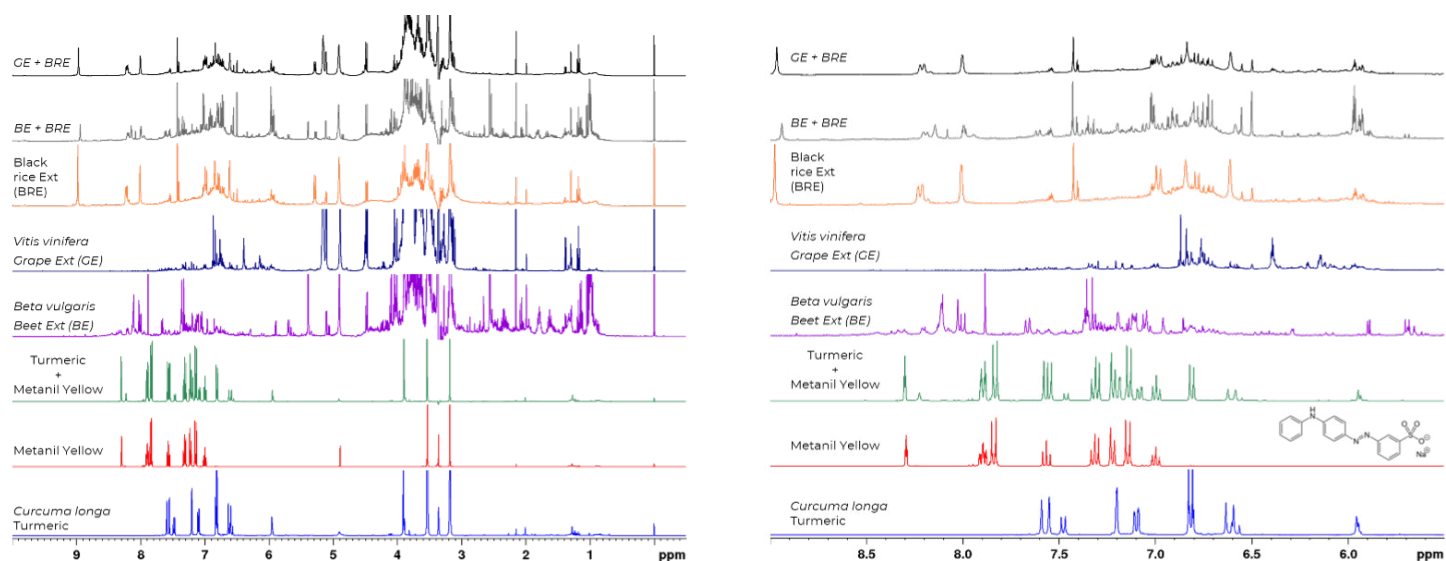 GE + BRE
BE + BRE
Black
rice Ext
(BRE)
Vitis vinifera
Grape Ext (GE)
Beta vulgaris
Beet Ext (BE)
Turmeric
+
Metanil Yellow
Metanil Yellow
Curcuma longa
Turmeric
9 8 7 6 5 4 3 2 1 ppm
GE + BRE
BE + BRE
Black
rice Ext
(BRE)
Vitis vinifera
Grape Ext (GE)
Beta vulgaris
Beet Ext (BE)
Turmeric
+
Metanil Yellow
Metanil Yellow
H
N
N
N
O
O
S
O⊖
Na⊕
Curcuma longa
Turmeric
8.5 8.0 7.5 7.0 6.5 6.0 ppm